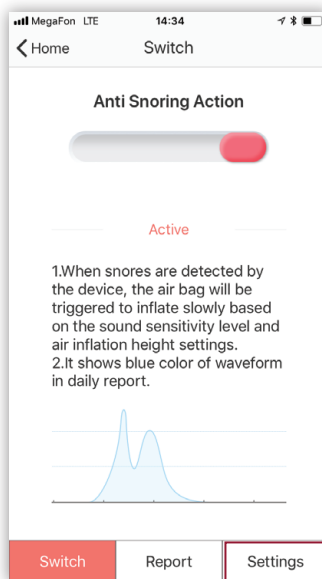 MegaFon LTE 14:34
Home Switch
Anti Snoring Action
Active
1.When snores are detected by
the device, the air bag will be
triggered to inflate slowly based
on the sound sensitivity level and
air inflation height settings.
2.It shows blue color of waveform
in daily report.
Switch Report Settings